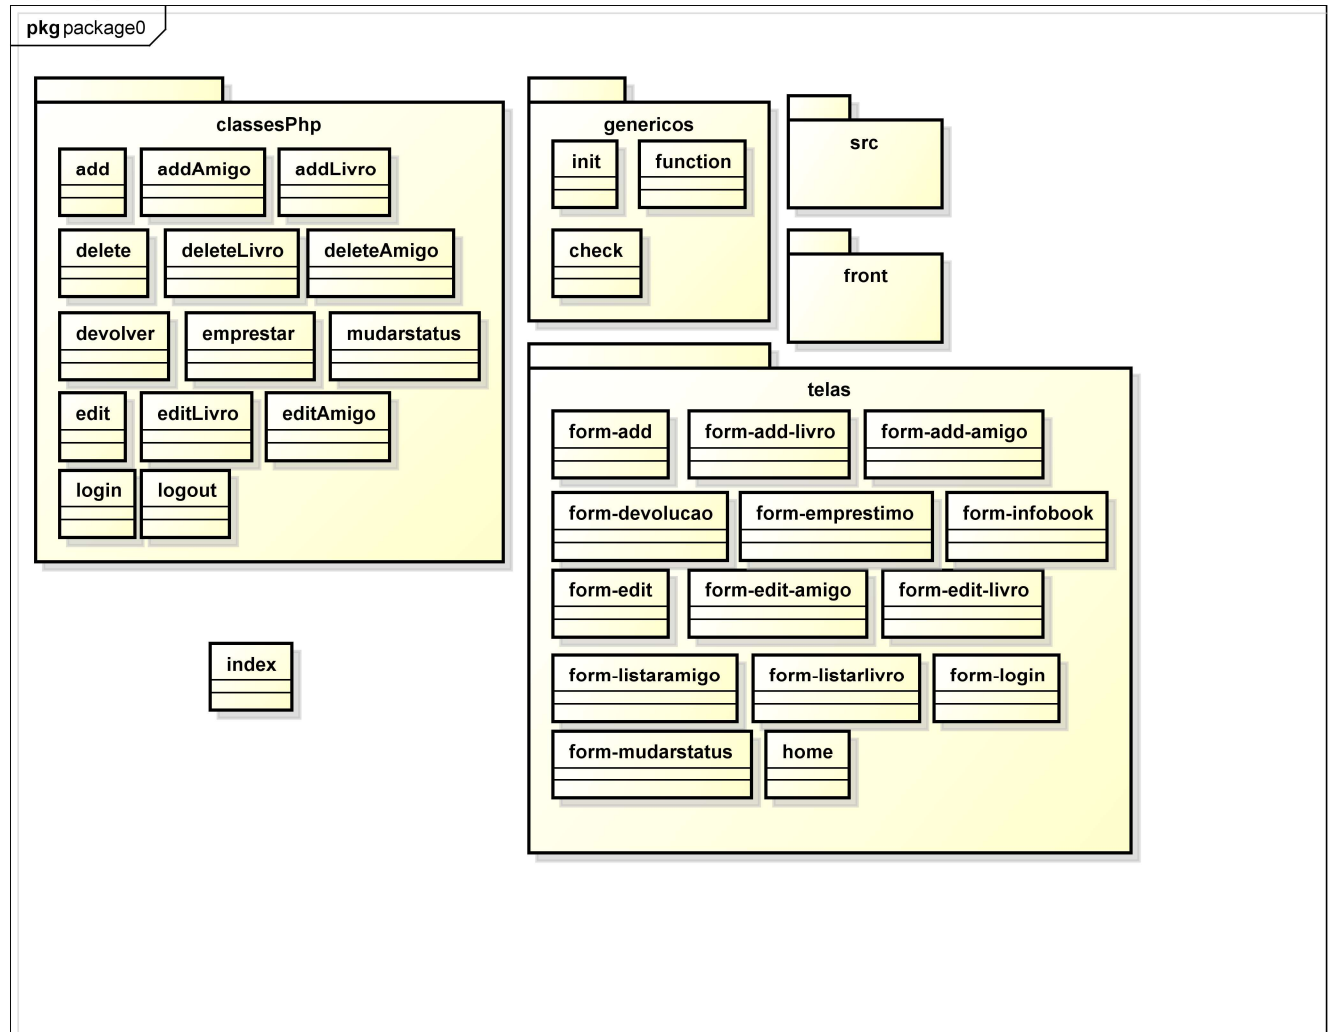 pkg package0
classesPhp
add addAmigo addLivro
delete deleteLivro deleteAmigo
devolver emprestar mudarstatus
edit editLivro editAmigo
login logout
genericos
init function
check
src
front
telas
form-add form-add-livro form-add-amigo
form-devolucao form-emprestimo form-infobook
form-edit form-edit-amigo form-edit-livro
form-listaramigo form-listarlivro form-login
form-mudarstatus home
index